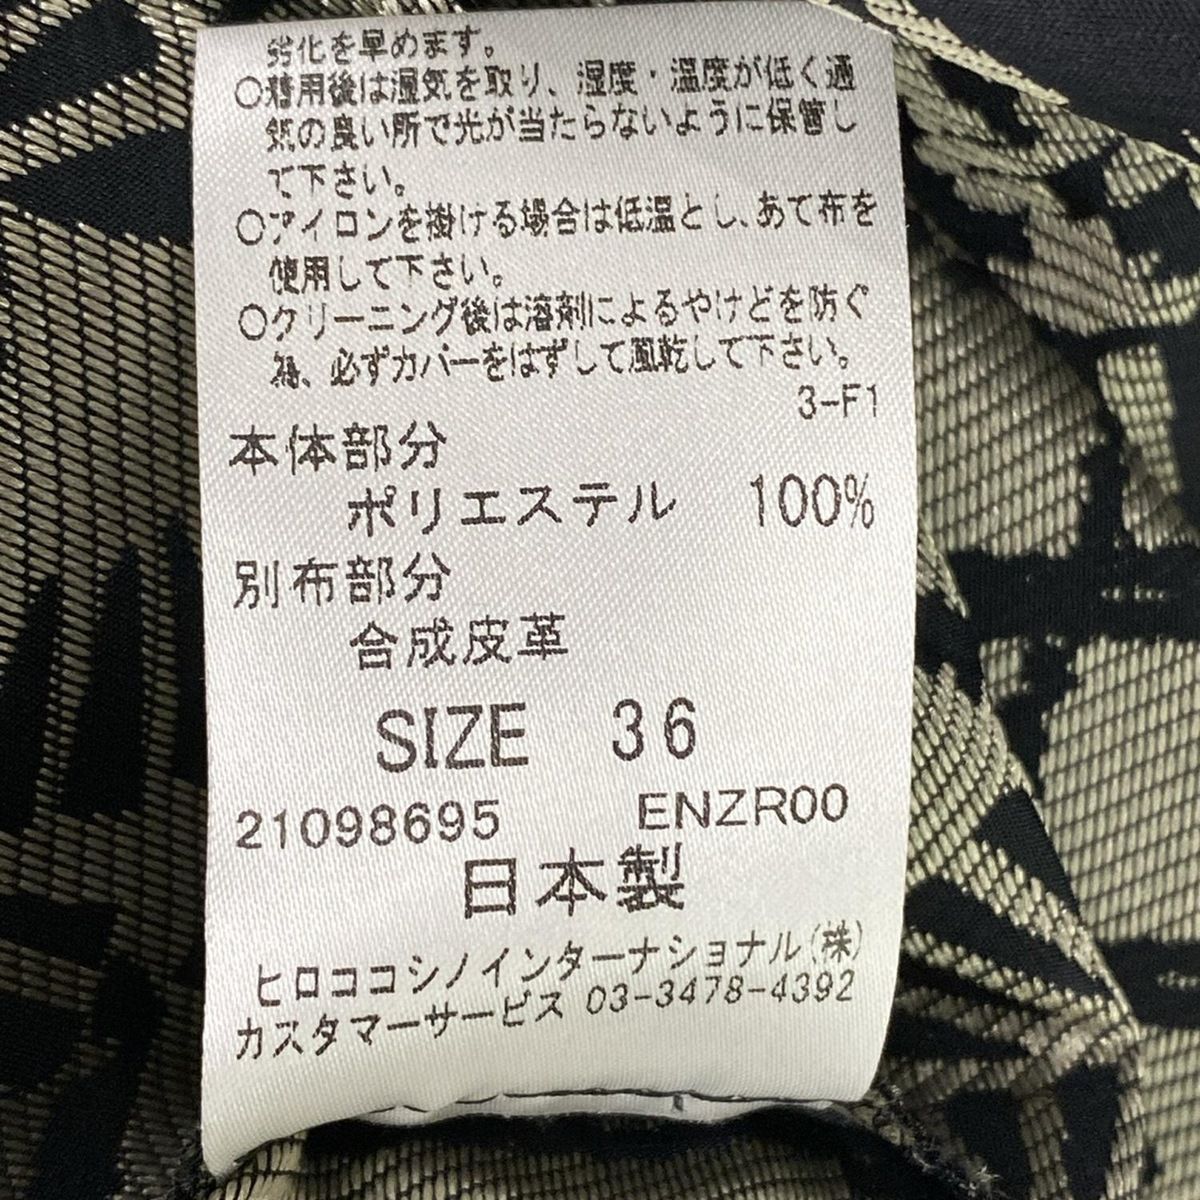 劣化を早めます。
○着用後は湿気を取り、湿度・温度が低く通
気の良い所で光が当たらないように保管し
て下さい。
○アイロンを掛ける場合は低温とし、あて布を
使用して下さい。
○クリーニング後は溶剤によるやけどを防ぐ
為、必ずカバーをはずして風乾して下さい。
3-F1
本体部分
ポリエステル 100%
別布部分
合成皮革
SIZE 36
21098695 ENZR00
日本製
ヒロココシノインターナショナル(株)
カスタマーサービス 03-3478-4392